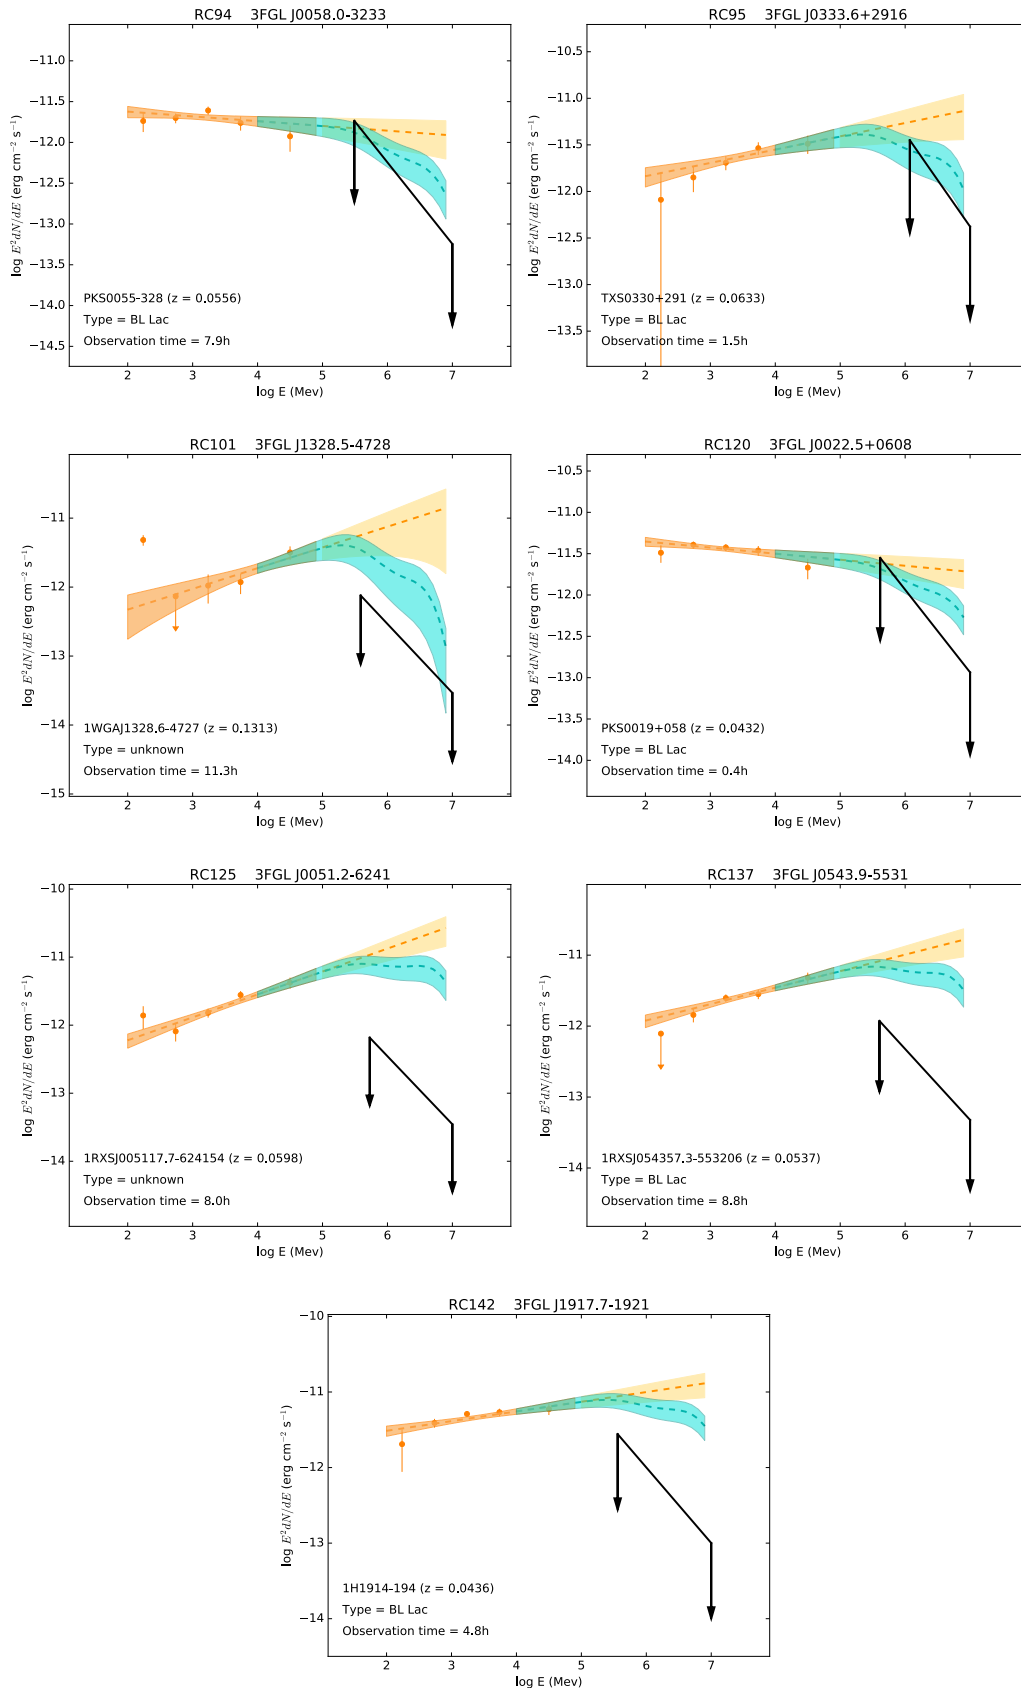 RC94 3FGL J0058.0-3233
log E²dN/dE (erg cm⁻² s⁻¹)
−11.0
−11.5
−12.0
−12.5
−13.0
−13.5
−14.0
−14.5
PKS0055-328 (z = 0.0556)
Type = BL Lac
Observation time = 7.9h
2 3 4 5 6 7
log E (Mev)
RC95 3FGL J0333.6+2916
log E²dN/dE (erg cm⁻² s⁻¹)
−10.5
−11.0
−11.5
−12.0
−12.5
−13.0
−13.5
TXS0330+291 (z = 0.0633)
Type = BL Lac
Observation time = 1.5h
2 3 4 5 6 7
log E (Mev)
RC101 3FGL J1328.5-4728
log E²dN/dE (erg cm⁻² s⁻¹)
−11
−12
−13
−14
−15
1WGAJ1328.6-4727 (z = 0.1313)
Type = unknown
Observation time = 11.3h
2 3 4 5 6 7
log E (Mev)
RC120 3FGL J0022.5+0608
log E²dN/dE (erg cm⁻² s⁻¹)
−10.5
−11.0
−11.5
−12.0
−12.5
−13.0
−13.5
−14.0
PKS0019+058 (z = 0.0432)
Type = BL Lac
Observation time = 0.4h
2 3 4 5 6 7
log E (Mev)
RC125 3FGL J0051.2-6241
log E²dN/dE (erg cm⁻² s⁻¹)
−10
−11
−12
−13
−14
1RXSJ005117.7-624154 (z = 0.0598)
Type = unknown
Observation time = 8.0h
2 3 4 5 6 7
log E (Mev)
RC137 3FGL J0543.9-5531
log E²dN/dE (erg cm⁻² s⁻¹)
−11
−12
−13
−14
1RXSJ054357.3-553206 (z = 0.0537)
Type = BL Lac
Observation time = 8.8h
2 3 4 5 6 7
log E (Mev)
RC142 3FGL J1917.7-1921
log E²dN/dE (erg cm⁻² s⁻¹)
−10
−11
−12
−13
−14
1H1914-194 (z = 0.0436)
Type = BL Lac
Observation time = 4.8h
2 3 4 5 6 7
log E (Mev)